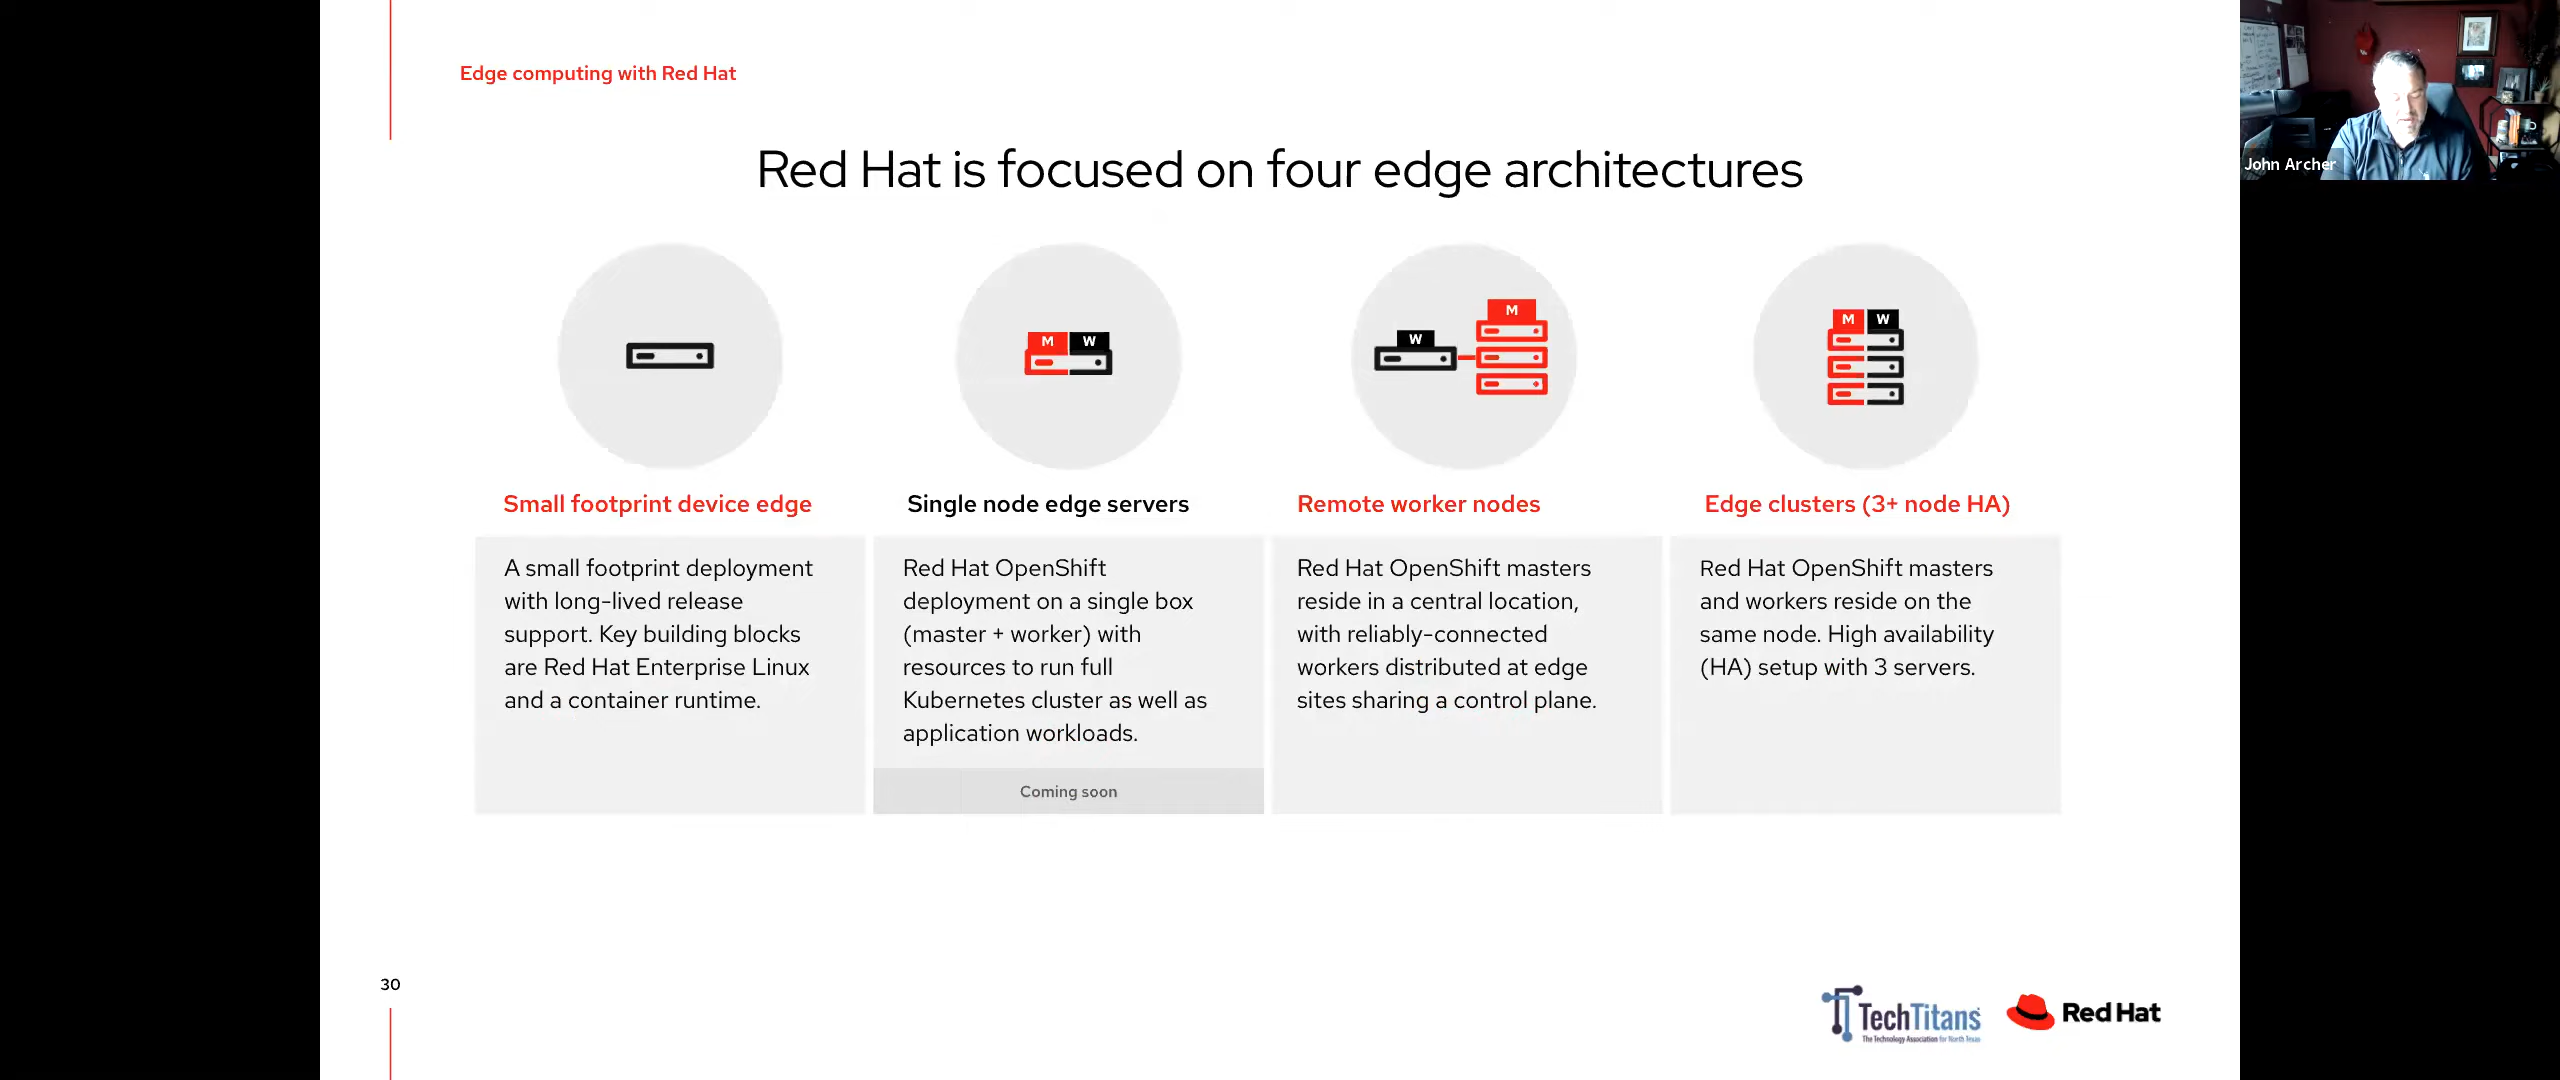 Edge computing with Red Hat
John Archer
Red Hat is focused on four edge architectures
M W
W M
M W
Small footprint device edge
A small footprint deployment
with long-lived release
support. Key building blocks
are Red Hat Enterprise Linux
and a container runtime.
Single node edge servers
Red Hat OpenShift
deployment on a single box
(master + worker) with
resources to run full
Kubernetes cluster as well as
application workloads.
Coming soon
Remote worker nodes
Red Hat OpenShift masters
reside in a central location,
with reliably-connected
workers distributed at edge
sites sharing a control plane.
Edge clusters (3+ node HA)
Red Hat OpenShift masters
and workers reside on the
same node. High availability
(HA) setup with 3 servers.
30
TechTitans
The Technology Association for North Texas
Red Hat